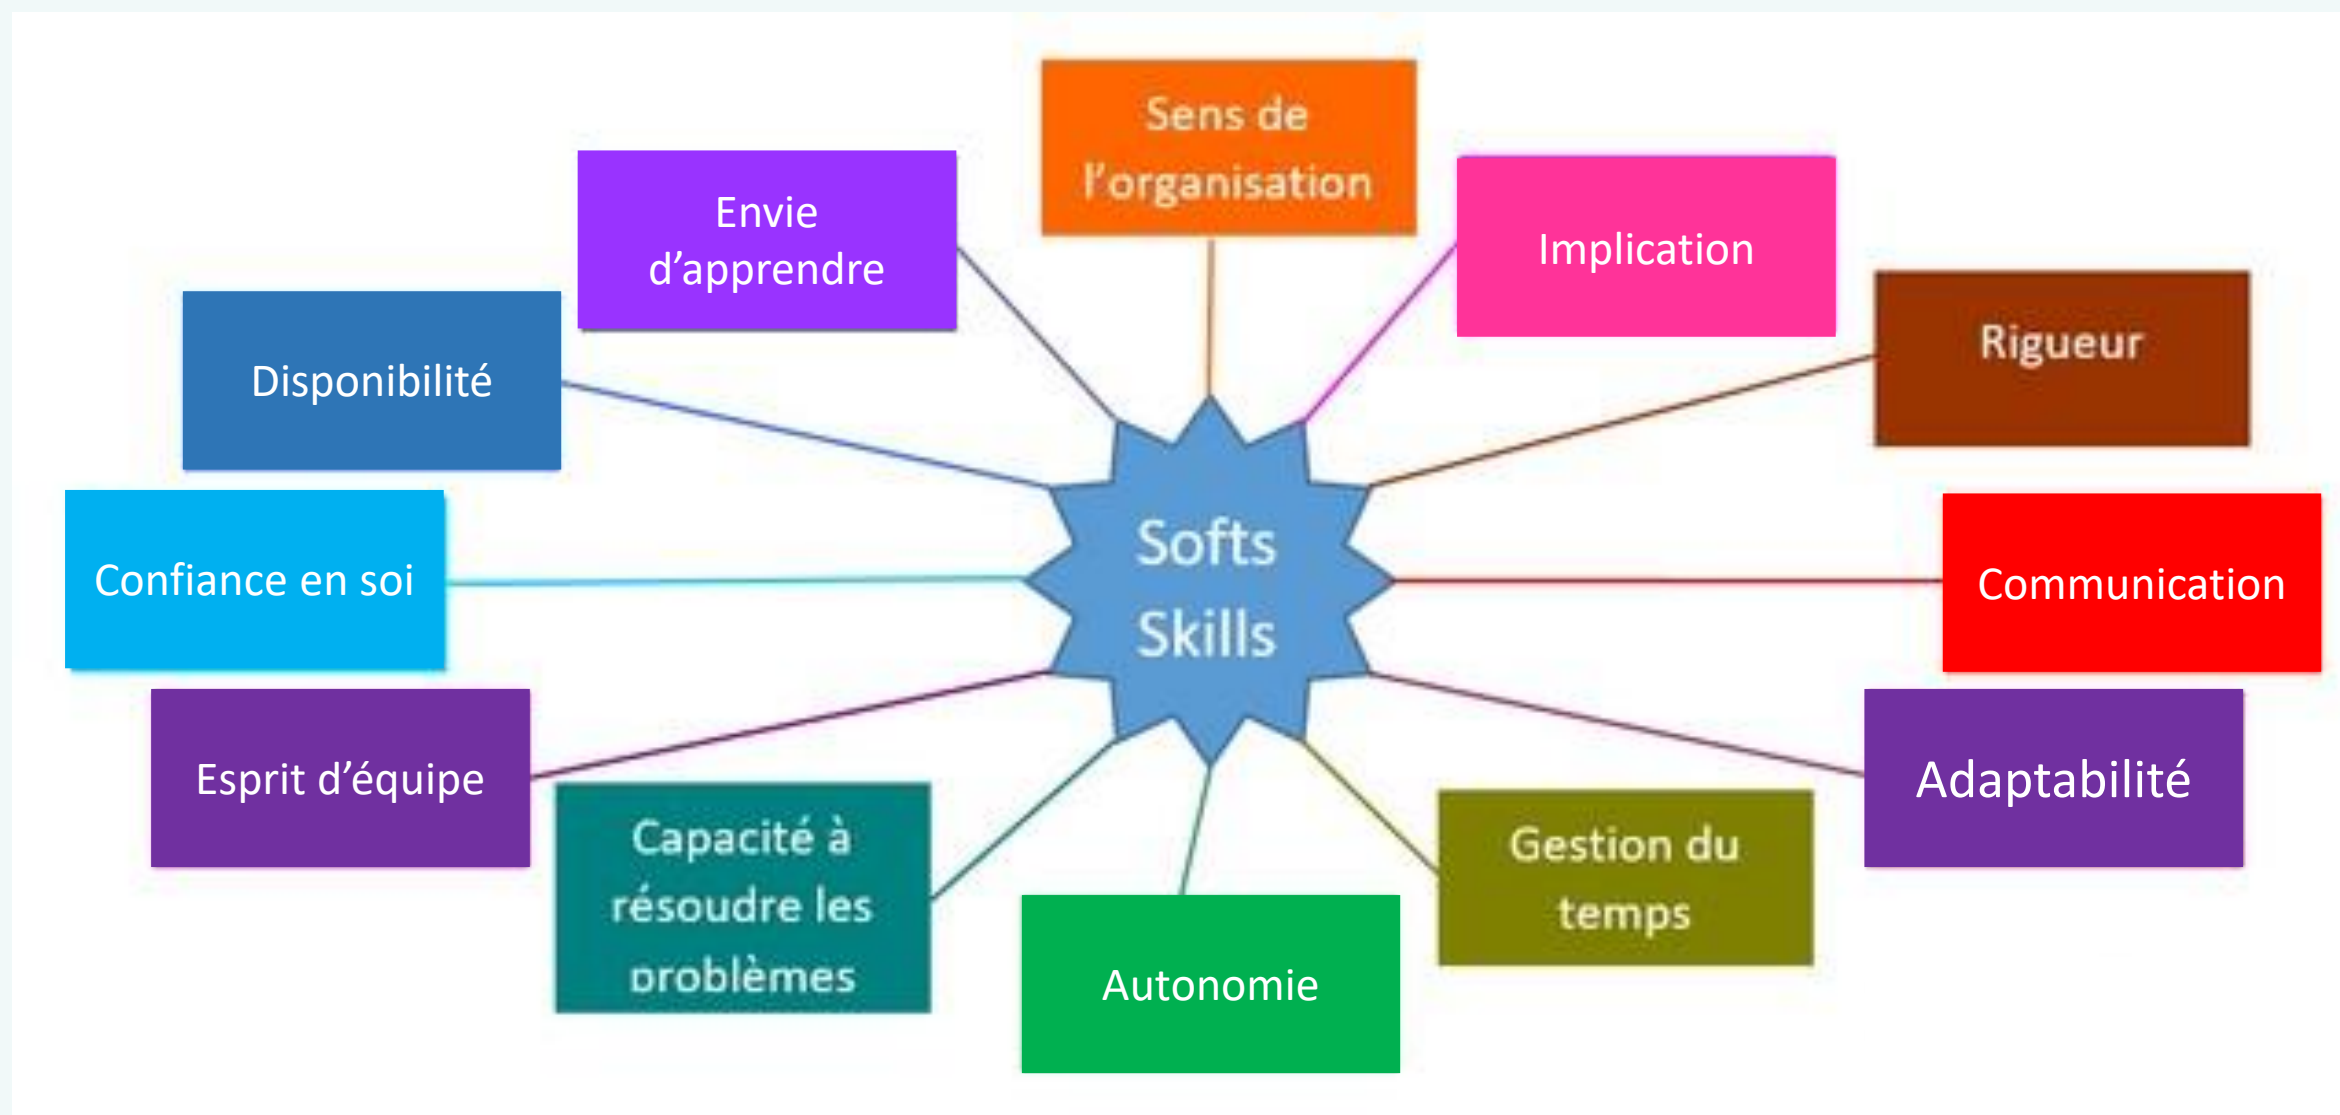 Sens de
l’organisation
Envie
d’apprendre
Implication
Rigueur
Disponibilité
Softs
Skills
Confiance en soi
Communication
Esprit d’équipe
Adaptabilité
Capacité à
résoudre les
problèmes
Gestion du
temps
Autonomie